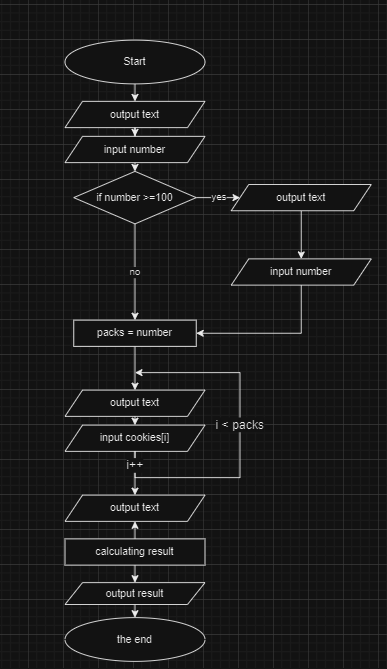 Start
output text
input number
if number >=100
yes
output text
no
input number
packs = number
output text
i < packs
input cookies[i]
i++
output text
calculating result
output result
the end